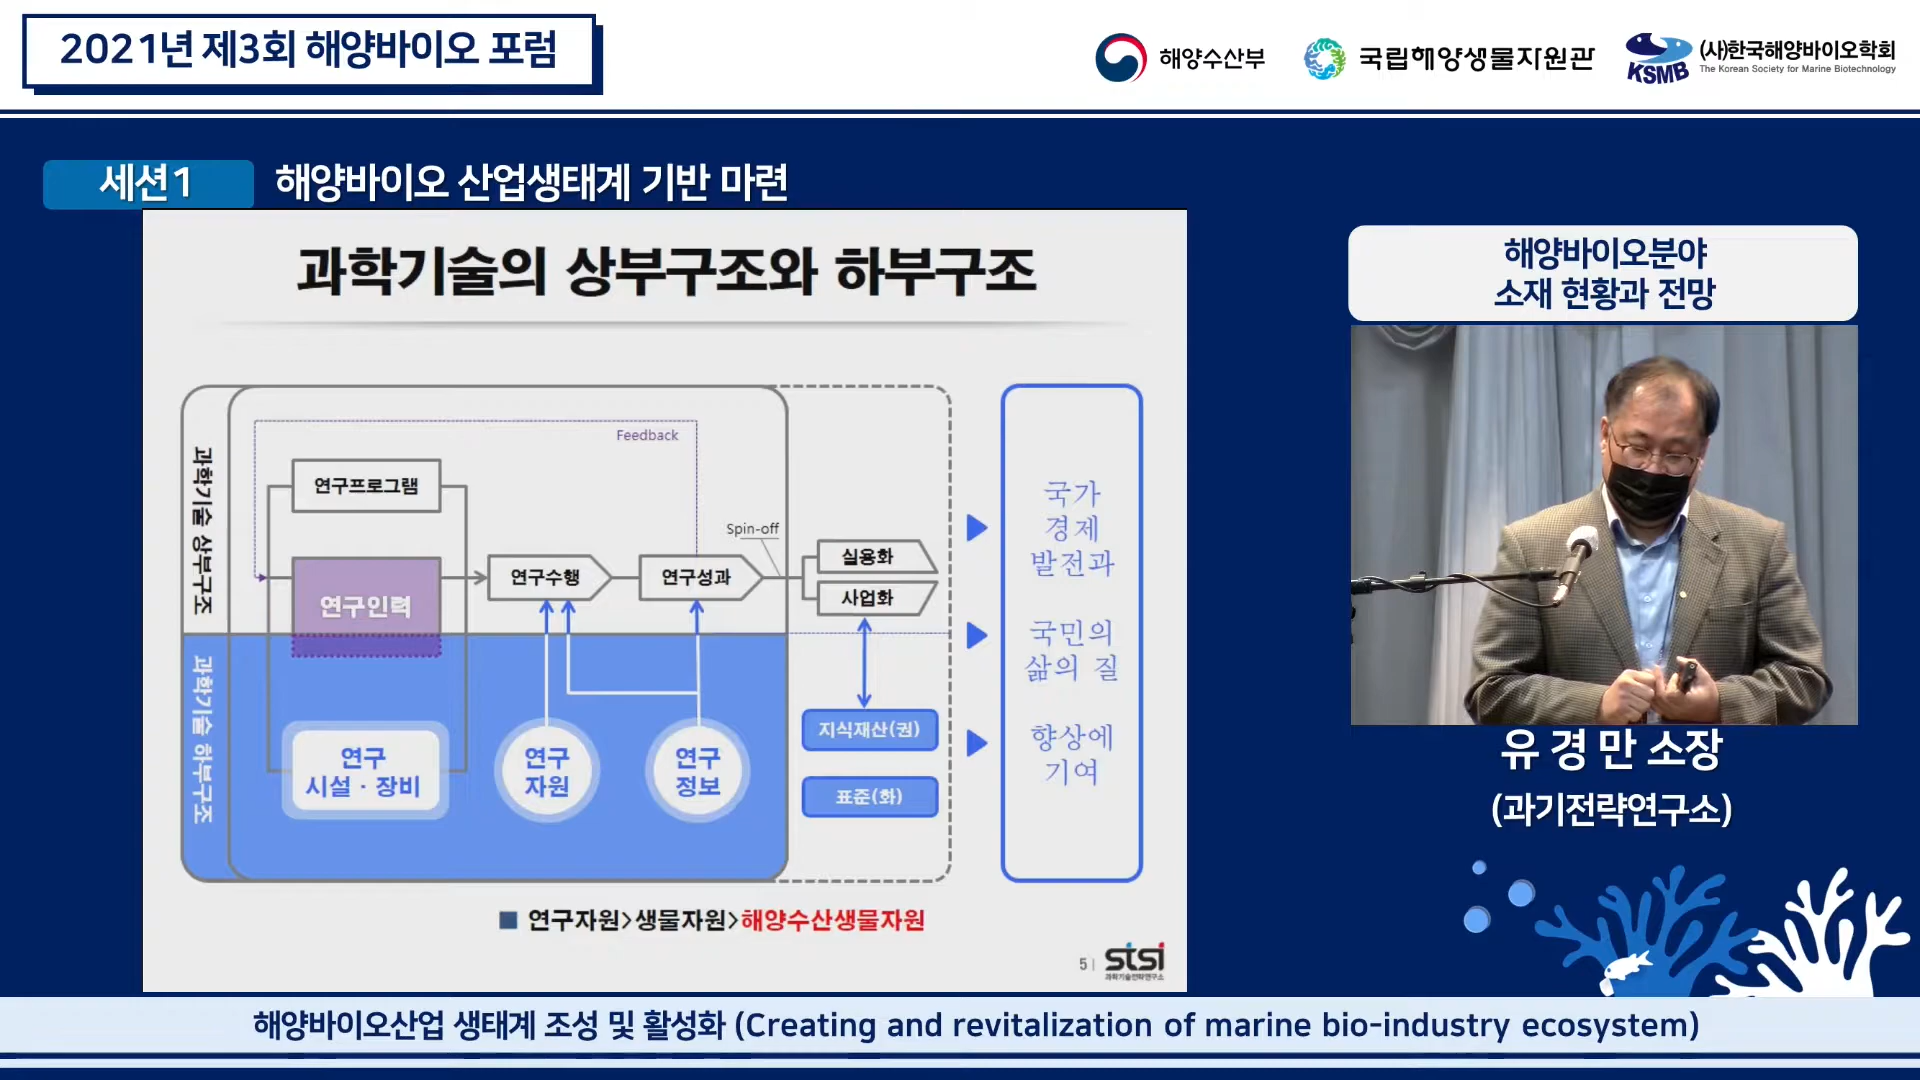 2021년 제3회 해양바이오 포럼
해양수산부
국립해양생물자원관
KSMB
(사)한국해양바이오학회
The Korean Society for Marine Biotechnology
세션1
해양바이오 산업생태계 기반 마련
과학기술의 상부구조와 하부구조
과학기술 상부구조
과학기술 하부구조
Feedback
연구프로그램
연구인력
연구수행
연구성과
Spin-off
실용화
사업화
연구
시설·장비
연구
자원
연구
정보
지식재산(권)
표준(화)
국가
경제
발전과
국민의
삶의 질
향상에
기여
연구자원>생물자원>해양수산생물자원
5 |
stsi
과학기술전략연구소
해양바이오분야
소재 현황과 전망
유 경 만 소장
(과기전략연구소)
해양바이오산업 생태계 조성 및 활성화 (Creating and revitalization of marine bio-industry ecosystem)